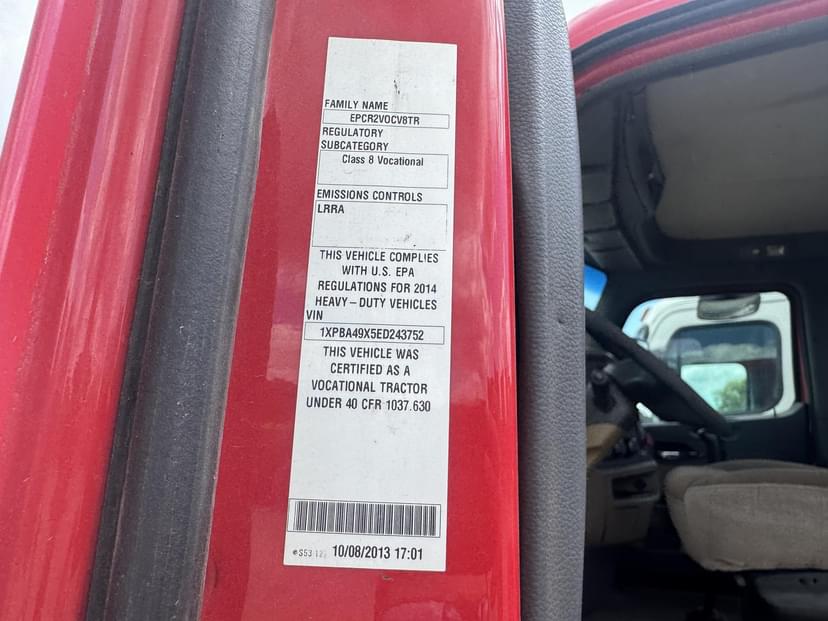 FAMILY NAME
EPCR2VOCV8TR
REGULATORY
SUBCATEGORY
Class 8 Vocational
EMISSIONS CONTROLS
LRRA
THIS VEHICLE COMPLIES
WITH U.S. EPA
REGULATIONS FOR 2014
HEAVY-DUTY VEHICLES
VIN
1XPBA49X5ED243752
THIS VEHICLE WAS
CERTIFIED AS A
VOCATIONAL TRACTOR
UNDER 40 CFR 1037.630
10/08/2013 17:01